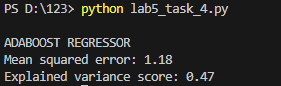 PS D:\123> python lab5_task_4.py
ADABOOST REGRESSOR
Mean squared error: 1.18
Explained variance score: 0.47